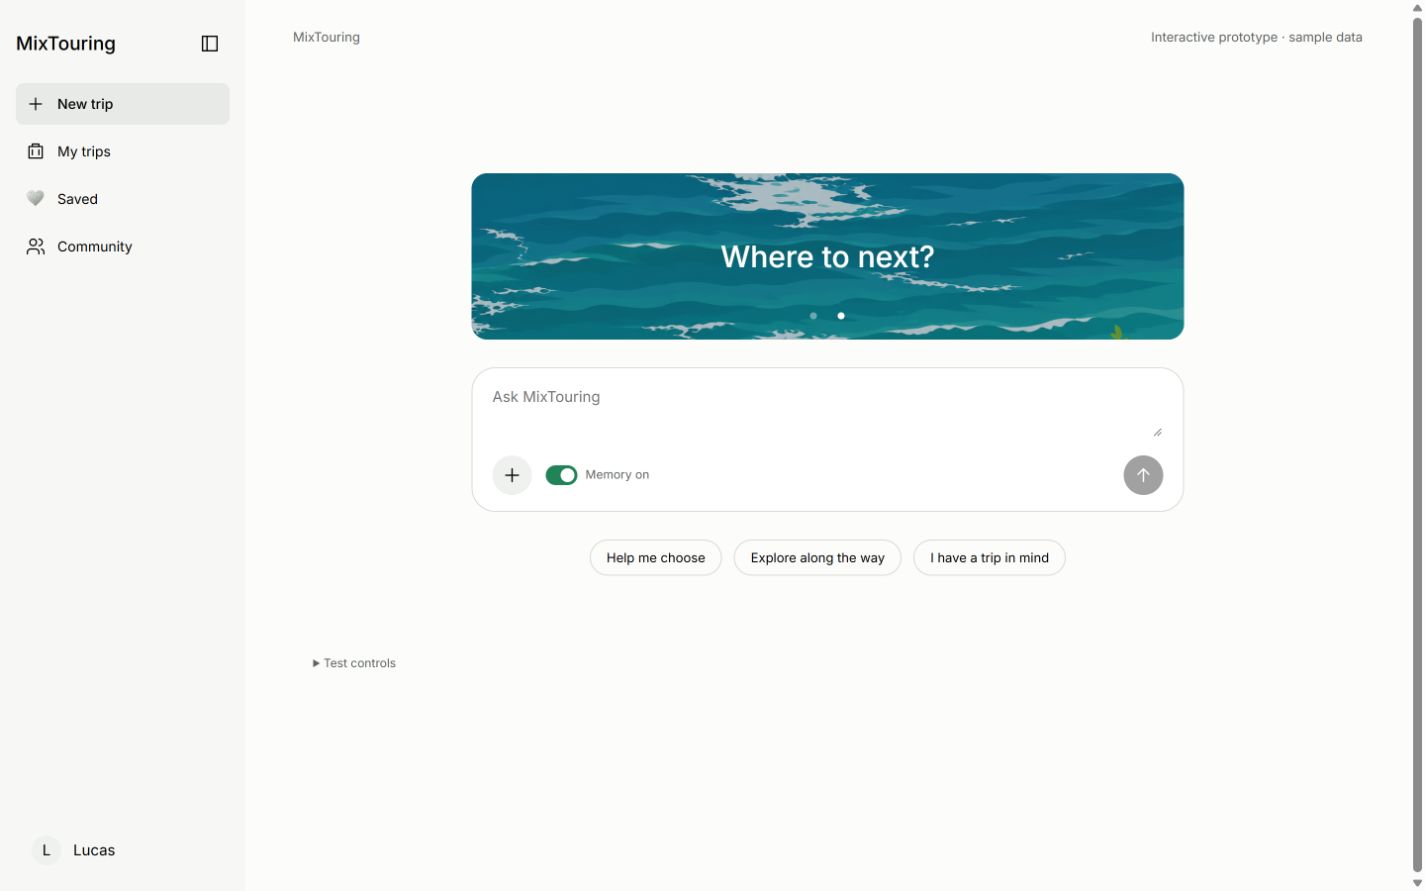 MixTouring
New trip
My trips
Saved
Community
L Lucas
MixTouring
Interactive prototype · sample data
Where to next?
Ask MixTouring
Memory on
Help me choose
Explore along the way
I have a trip in mind
Test controls